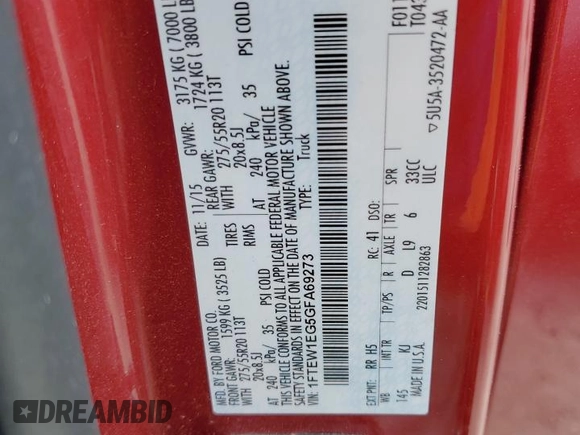 MFD. BY FORD MOTOR CO.
DATE: 11/15 GVWR: 3175 KG ( 7000 LB
FRONT GAWR: 1599 KG ( 3525 LB) REAR GAWR: 1724 KG ( 3800 LB
WITH 275/55R20 113T TIRES WITH 275/55R20 113T
20x8.5J RIMS 20x8.5J
AT 240 kPa/ 35 PSI COLD AT 240 kPa/ 35 PSI COLD
THIS VEHICLE CONFORMS TO ALL APPLICABLE FEDERAL MOTOR VEHICLE
SAFETY STANDARDS IN EFFECT ON THE DATE OF MANUFACTURE SHOWN ABOVE.
VIN: 1FTEW1EG5GFA69273 Truck
F011
T042
EXT PNT: RR H5 RC: 41 DSO:
WB INT TR TP/PS R AXLE TR SPR
145 KJ D L9 6 33CC
MADE IN U.S.A. 2201511282863 ULC
5U5A-3520472-AA
DREAMBID